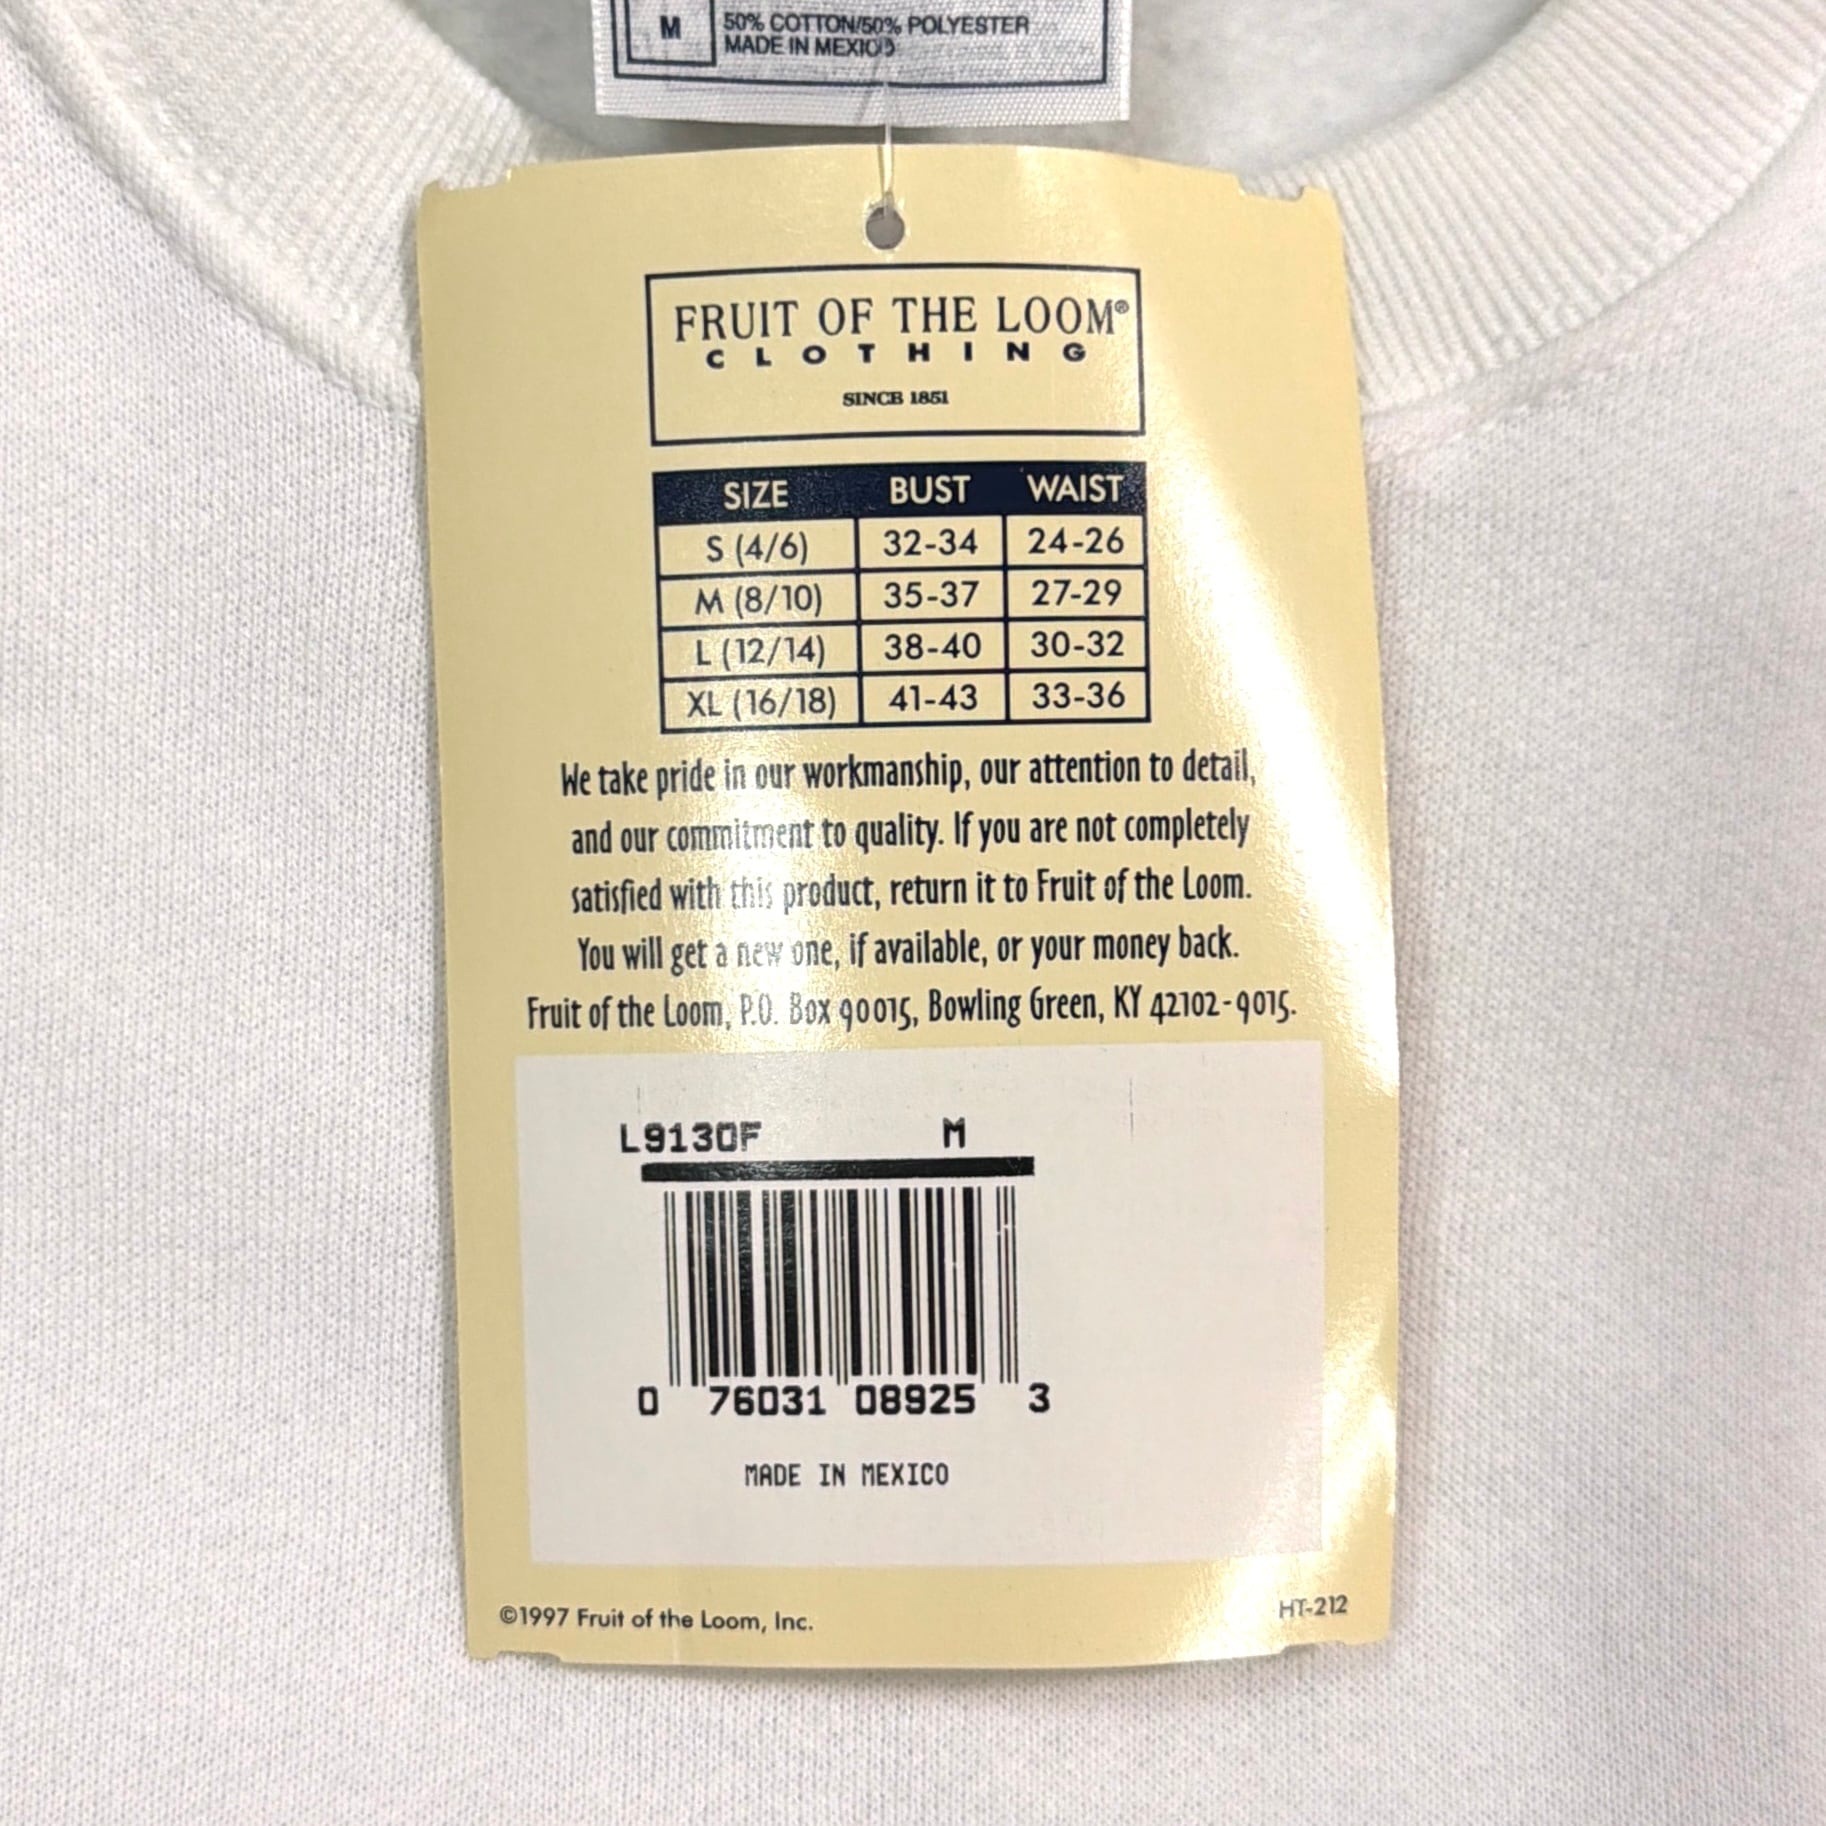 M
50% COTTON/50% POLYESTER
MADE IN MEXICO
FRUIT OF THE LOOM®
CLOTHING
SINCE 1851
SIZE BUST WAIST
S (4/6) 32-34 24-26
M (8/10) 35-37 27-29
L (12/14) 38-40 30-32
XL (16/18) 41-43 33-36
We take pride in our workmanship, our attention to detail,
and our commitment to quality. If you are not completely
satisfied with this product, return it to Fruit of the Loom.
You will get a new one, if available, or your money back.
Fruit of the Loom, P.O. Box 90015, Bowling Green, KY 42102-9015.
L9130F M
0 76031 08925 3
MADE IN MEXICO
©1997 Fruit of the Loom, Inc. HT-212